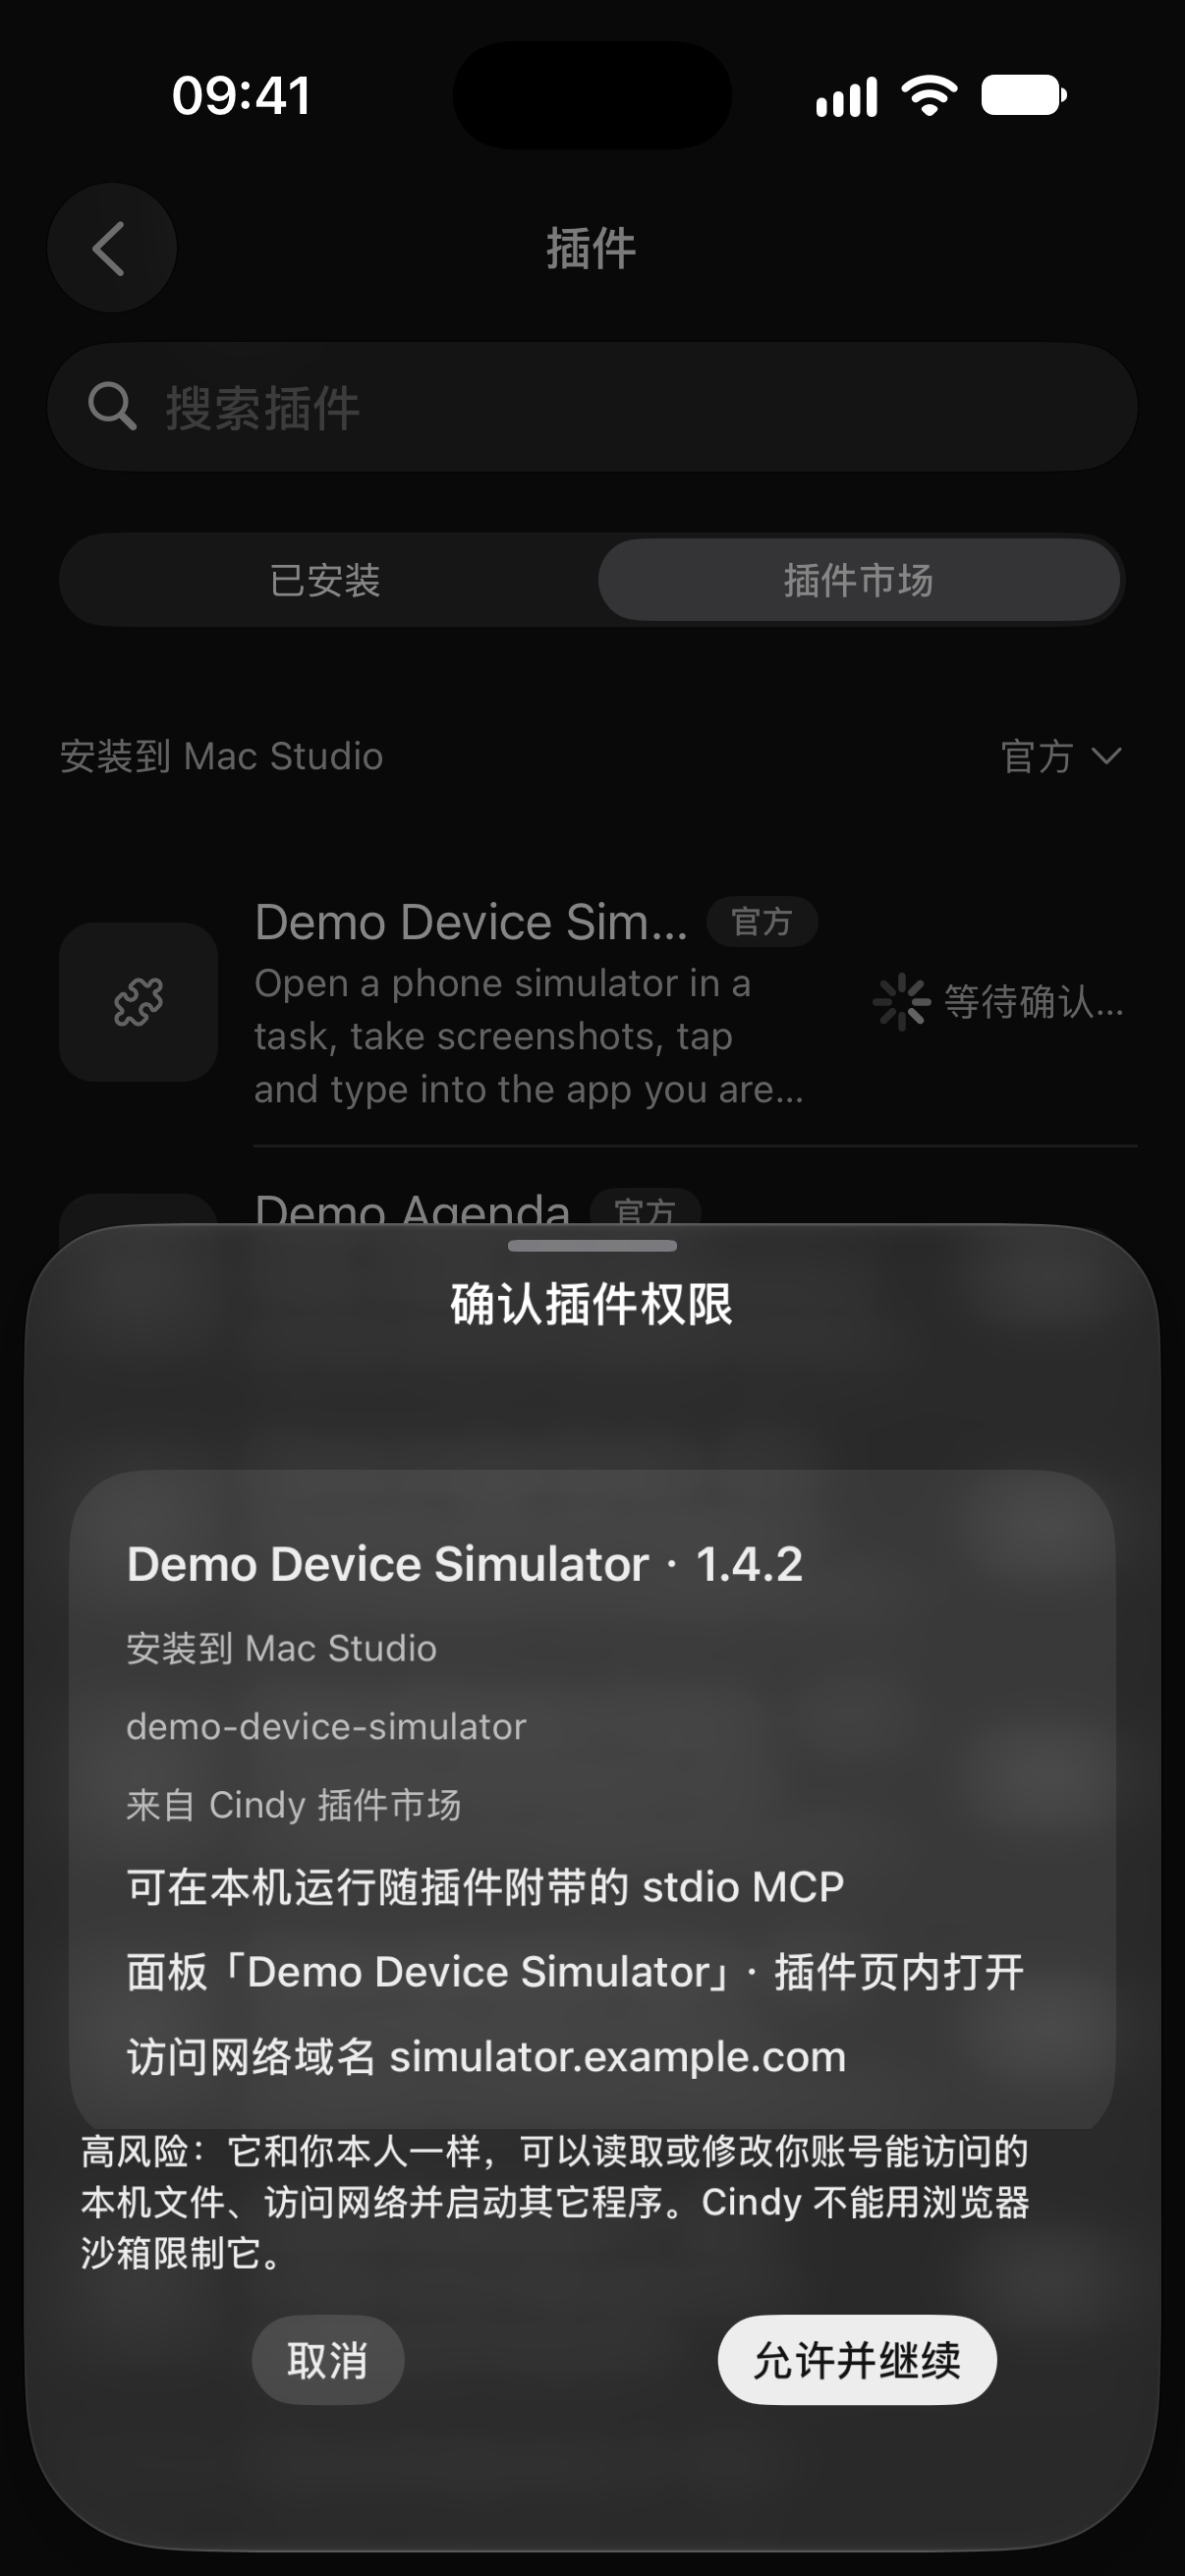 09:41
插件
搜索插件
已安装
插件市场
安装到 Mac Studio
官方
Demo Device Sim...
官方
Open a phone simulator in a
task, take screenshots, tap
and type into the app you are...
等待确认...
Demo Agenda
官方
确认插件权限
Demo Device Simulator · 1.4.2
安装到 Mac Studio
demo-device-simulator
来自 Cindy 插件市场
可在本机运行随插件附带的 stdio MCP
面板「Demo Device Simulator」· 插件页内打开
访问网络域名 simulator.example.com
高风险：它和你本人一样，可以读取或修改你账号能访问的
本机文件、访问网络并启动其它程序。Cindy 不能用浏览器
沙箱限制它。
取消
允许并继续